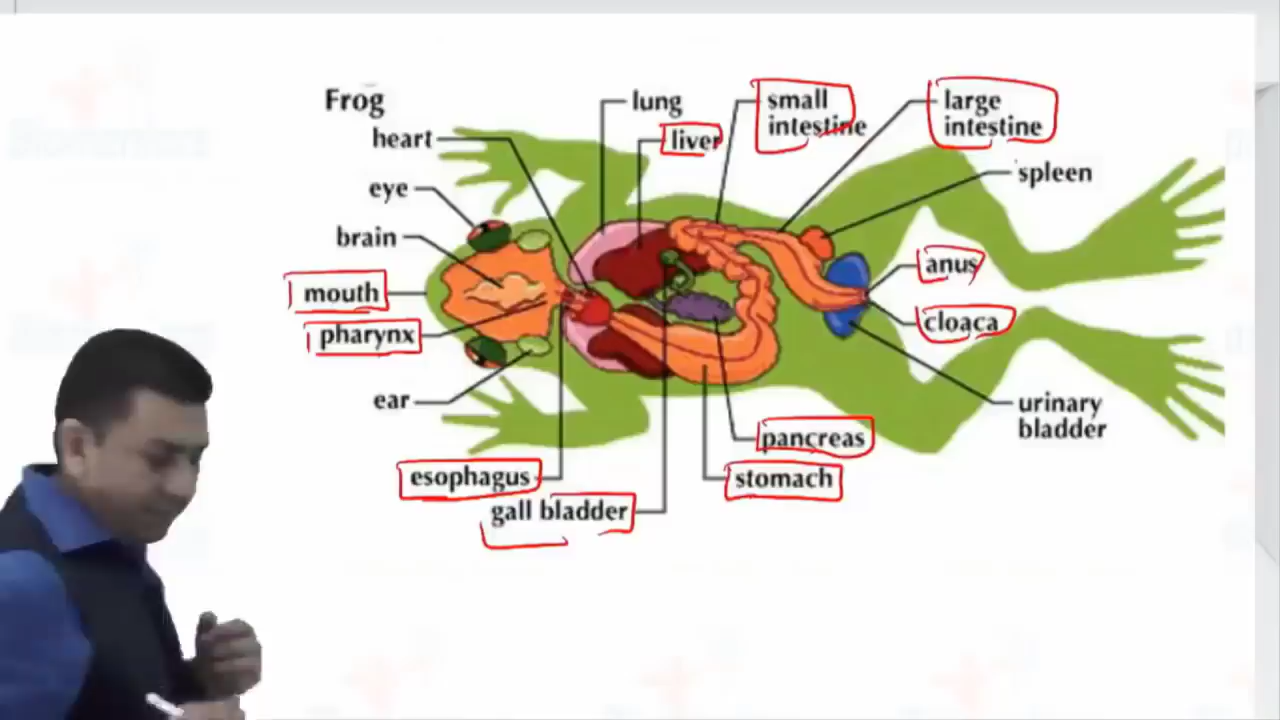 Frog
heart
eye
brain
mouth
pharynx
ear
esophagus
gall bladder
lung
liver
small
intestine
large
intestine
spleen
anus
cloaca
urinary
bladder
pancreas
stomach